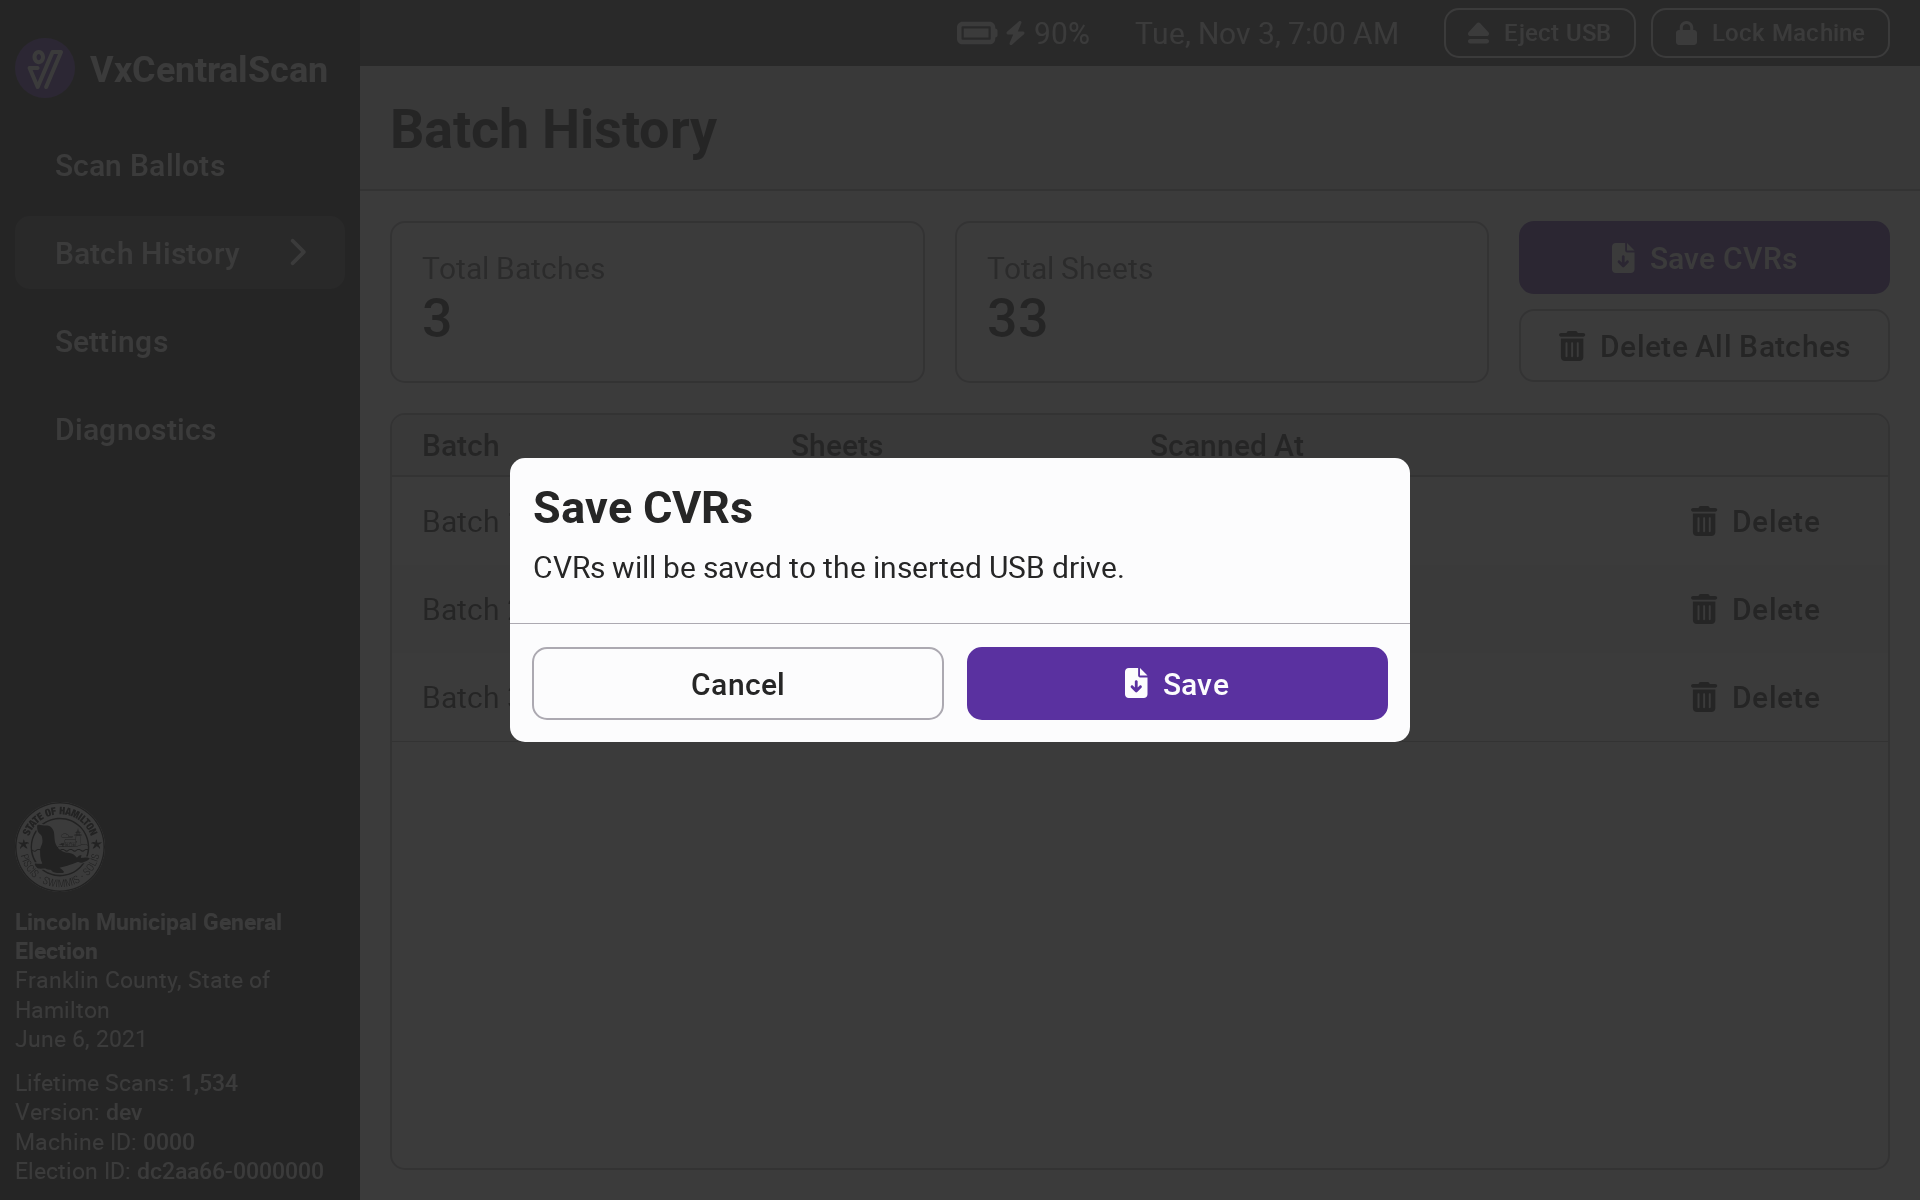 VxCentralScan
Scan Ballots
Batch History
Settings
Diagnostics
STATE OF HAMILTON
Lincoln Municipal General
Election
Franklin County, State of
Hamilton
June 6, 2021
Lifetime Scans: 1,534
Version: dev
Machine ID: 0000
Election ID: dc2aa66-0000000
90%
Tue, Nov 3, 7:00 AM
Eject USB
Lock Machine
Batch History
Total Batches
3
Total Sheets
33
Save CVRs
Delete All Batches
Batch Sheets Scanned At
Batch
Delete
Batch
Delete
Batch
Delete
Save CVRs
CVRs will be saved to the inserted USB drive.
Cancel
Save